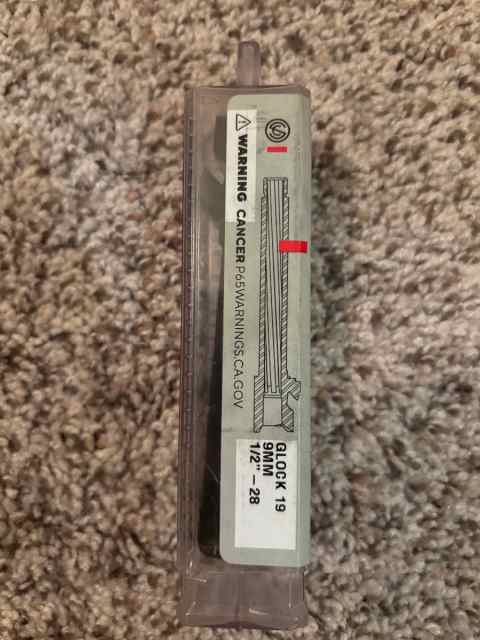 WARNING CANCER P65WARNINGS.CA.GOV
GLOCK 19
9MM
1/2" - 28